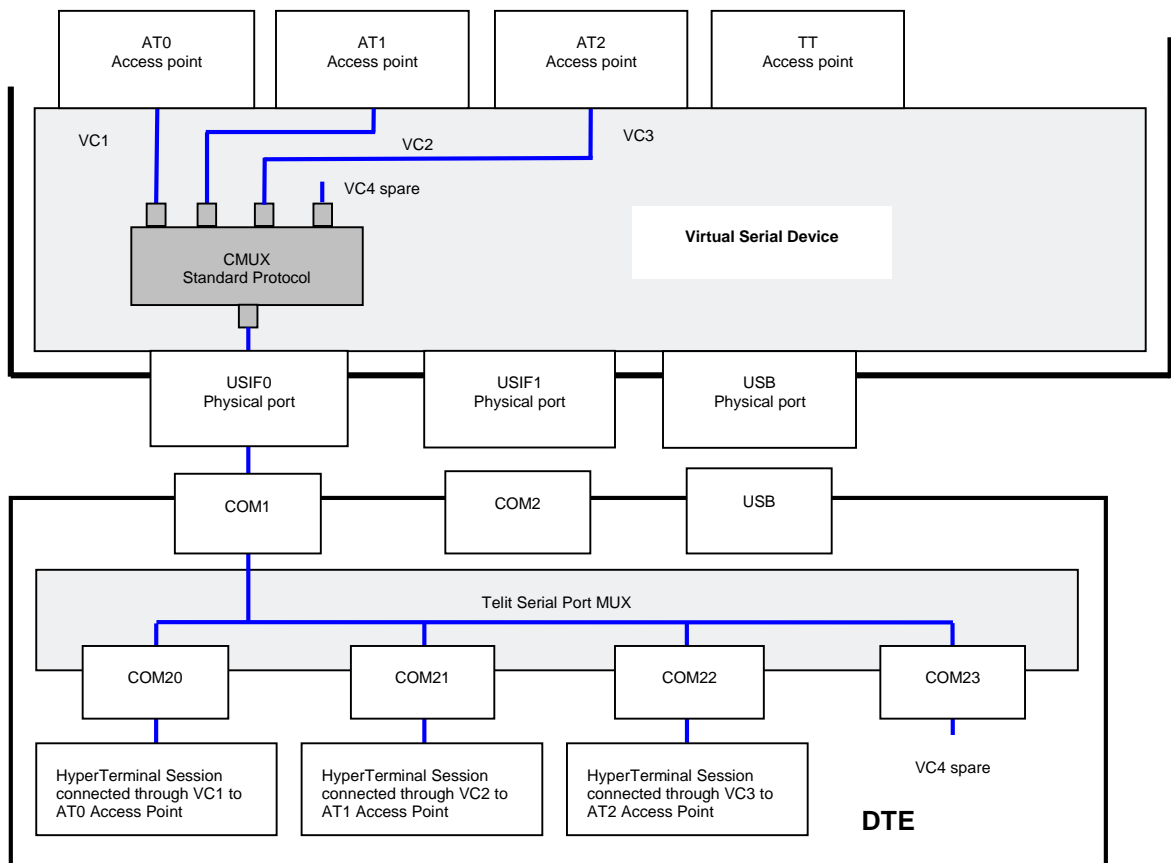 AT0
Access point
AT1
Access point
AT2
Access point
TT
Access point
VC1
VC2
VC3
VC4 spare
Virtual Serial Device
CMUX
Standard Protocol
USIF0
Physical port
USIF1
Physical port
USB
Physical port
COM1
COM2
USB
Telit Serial Port MUX
COM20
COM21
COM22
COM23
HyperTerminal Session
connected through VC1 to
AT0 Access Point
HyperTerminal Session
connected through VC2 to
AT1 Access Point
HyperTerminal Session
connected through VC3 to
AT2 Access Point
VC4 spare
DTE